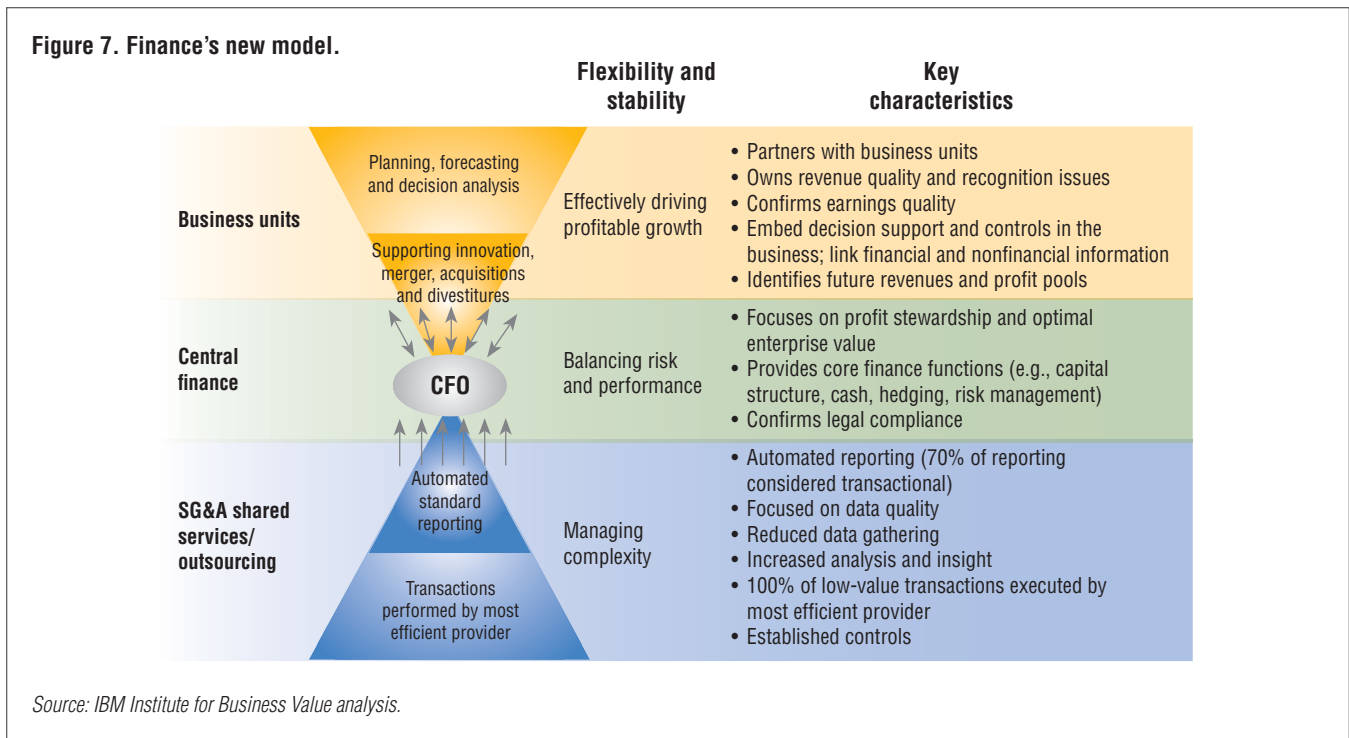 Figure 7. Finance's new model.
Flexibility and
stability
Key
characteristics
Business units
Planning, forecasting
and decision analysis
Supporting innovation,
merger, acquisitions
and divestitures
Effectively driving
profitable growth
• Partners with business units
• Owns revenue quality and recognition issues
• Confirms earnings quality
• Embed decision support and controls in the
business; link financial and nonfinancial information
• Identifies future revenues and profit pools
Central
finance
CFO
Balancing risk
and performance
• Focuses on profit stewardship and optimal
enterprise value
• Provides core finance functions (e.g., capital
structure, cash, hedging, risk management)
• Confirms legal compliance
SG&A shared
services/
outsourcing
Automated
standard
reporting
Transactions
performed by most
efficient provider
Managing
complexity
• Automated reporting (70% of reporting
considered transactional)
• Focused on data quality
• Reduced data gathering
• Increased analysis and insight
• 100% of low-value transactions executed by
most efficient provider
• Established controls
Source: IBM Institute for Business Value analysis.